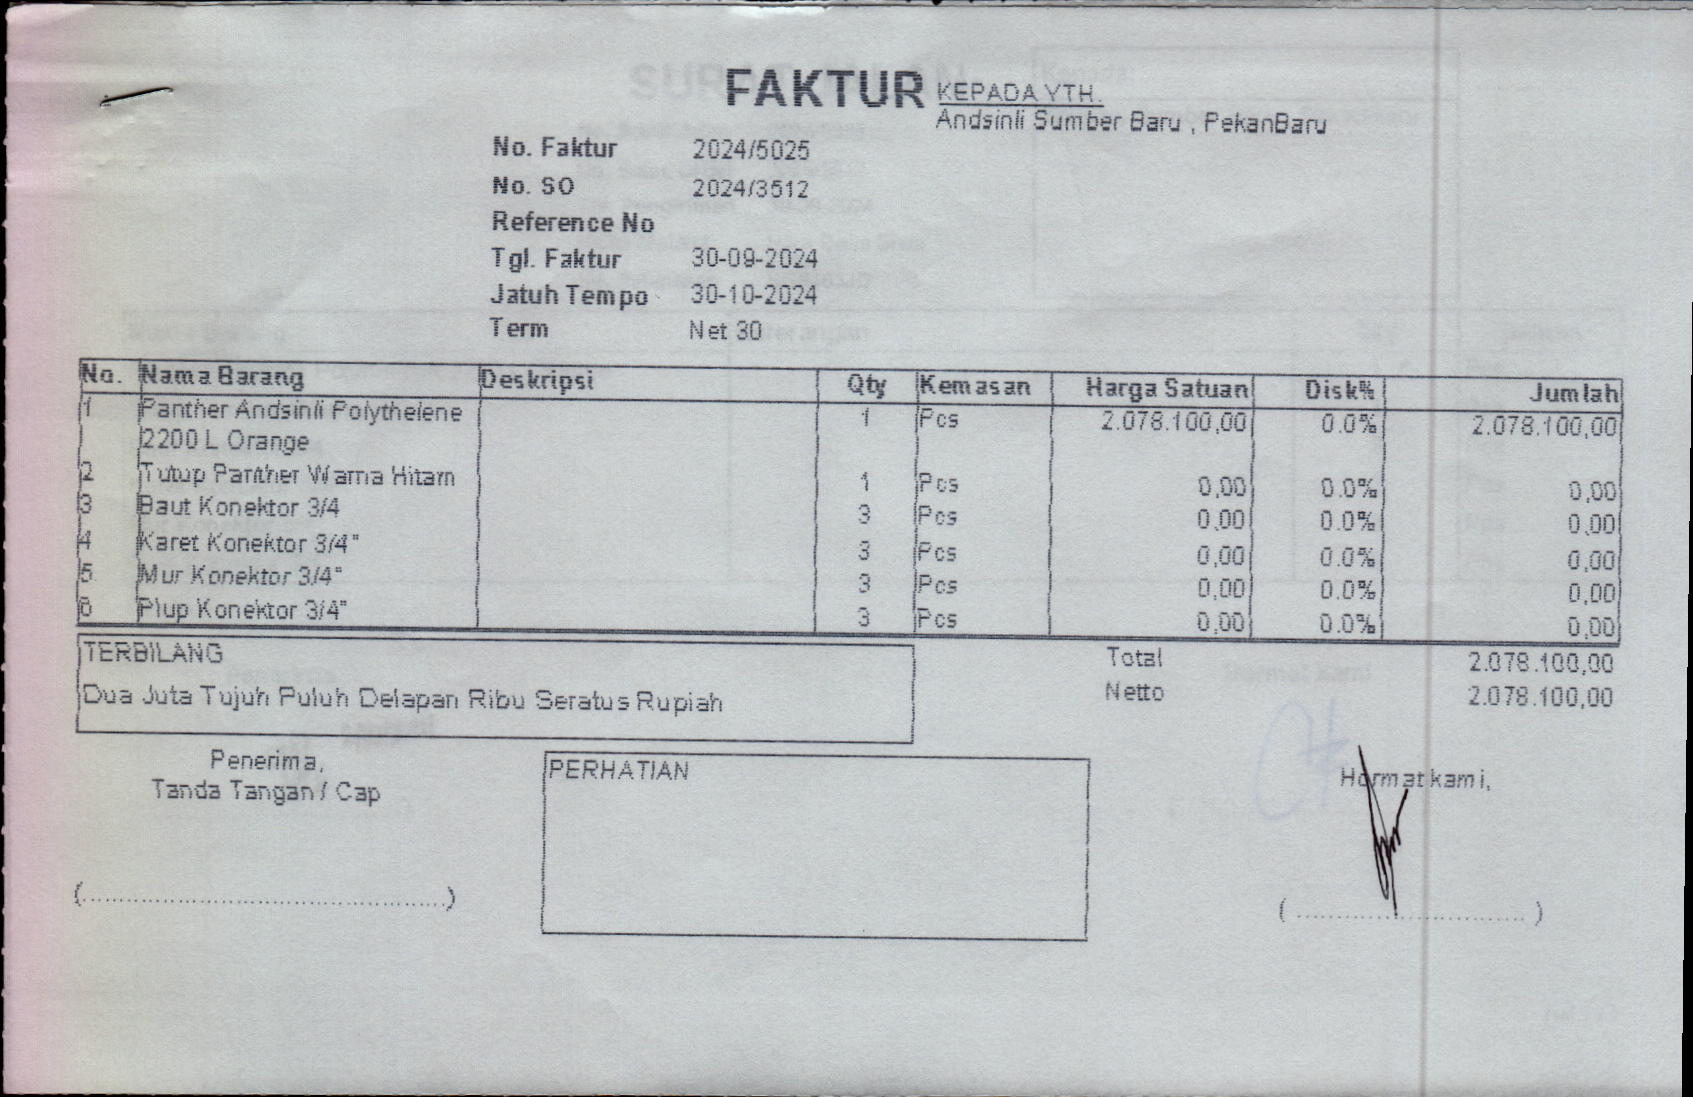 FAKTUR
KEPADA YTH.
Andsinli Sumber Baru , PekanBaru
No. Faktur 2024/5025
No. SO 2024/3512
Reference No
Tgl. Faktur 30-09-2024
Jatuh Tempo 30-10-2024
Term Net 30
No. Nama Barang Deskripsi Qty Kemasan Harga Satuan Disk% Jumlah
1 Panther Andsinli Polythelene 1 Pcs 2.078.100,00 0.0% 2.078.100,00
2200 L Orange
2 Tutup Panther Warna Hitam 1 Pcs 0,00 0.0% 0,00
3 Baut Konektor 3/4 3 Pcs 0,00 0.0% 0,00
4 Karet Konektor 3/4" 3 Pcs 0,00 0.0% 0,00
5 Mur Konektor 3/4" 3 Pcs 0,00 0.0% 0,00
6 Plup Konektor 3/4" 3 Pcs 0,00 0.0% 0,00
TERBILANG
Dua Juta Tujuh Puluh Delapan Ribu Seratus Rupiah
Total 2.078.100,00
Netto 2.078.100,00
Penerima,
Tanda Tangan / Cap
PERHATIAN
Hormat kami,
(................................................)
( .............................. )